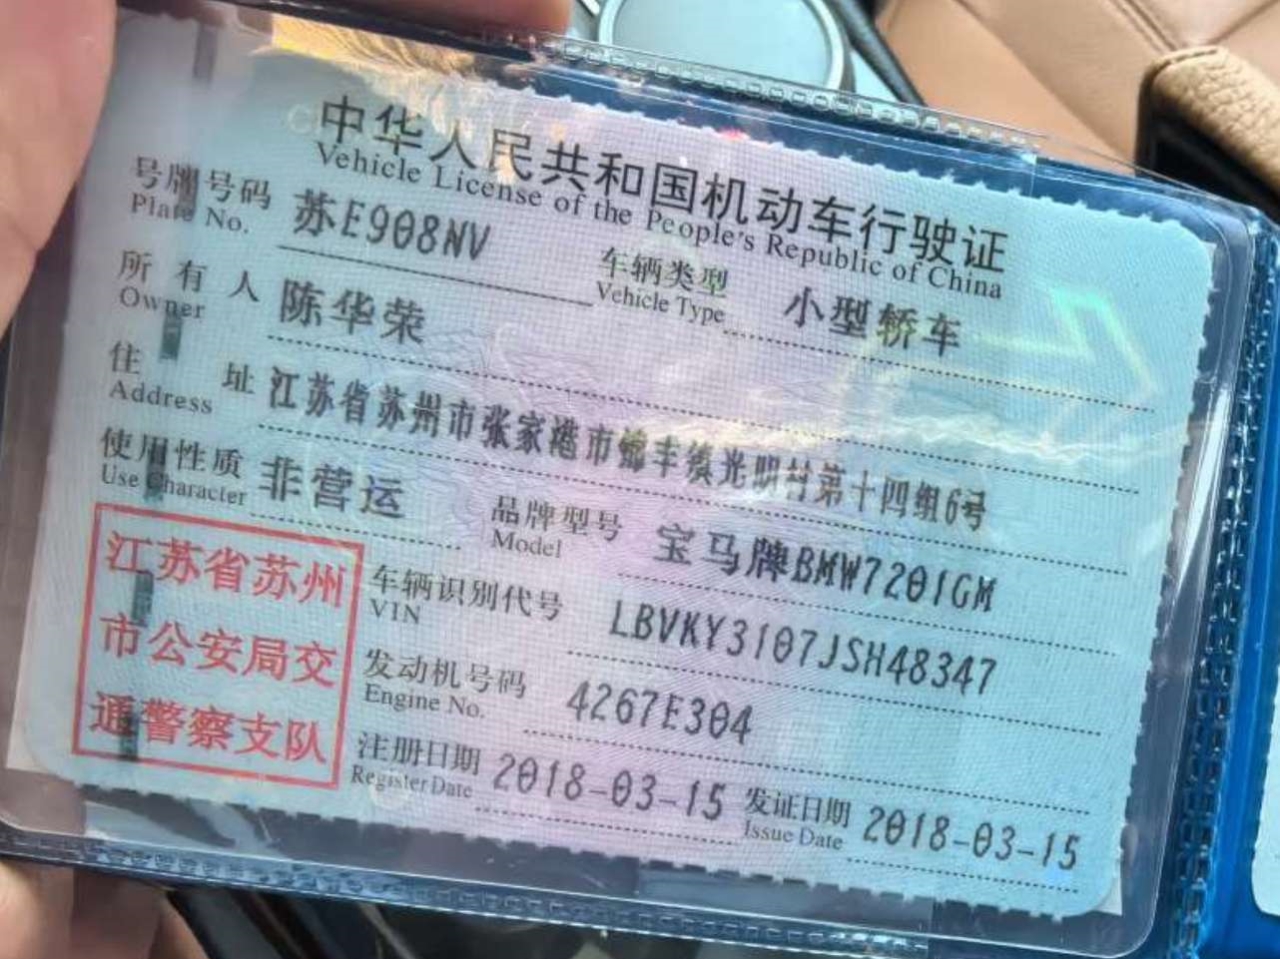 中华人民共和国机动车行驶证
Vehicle License of the People's Republic of China
号牌号码 苏E908NV
Plate No.
车辆类型 小型轿车
Vehicle Type
所有人 陈华荣
Owner
住址 江苏省苏州市张家港市锦丰镇光明村第十四组6号
Address
使用性质 非营运
Use Character
品牌型号 宝马牌BMW7201GM
Model
车辆识别代号 LBVKY3107JSH48347
VIN
发动机号码 4267E304
Engine No.
注册日期 2018-03-15
Register Date
发证日期 2018-03-15
Issue Date
江苏省苏州
市公安局交
通警察支队